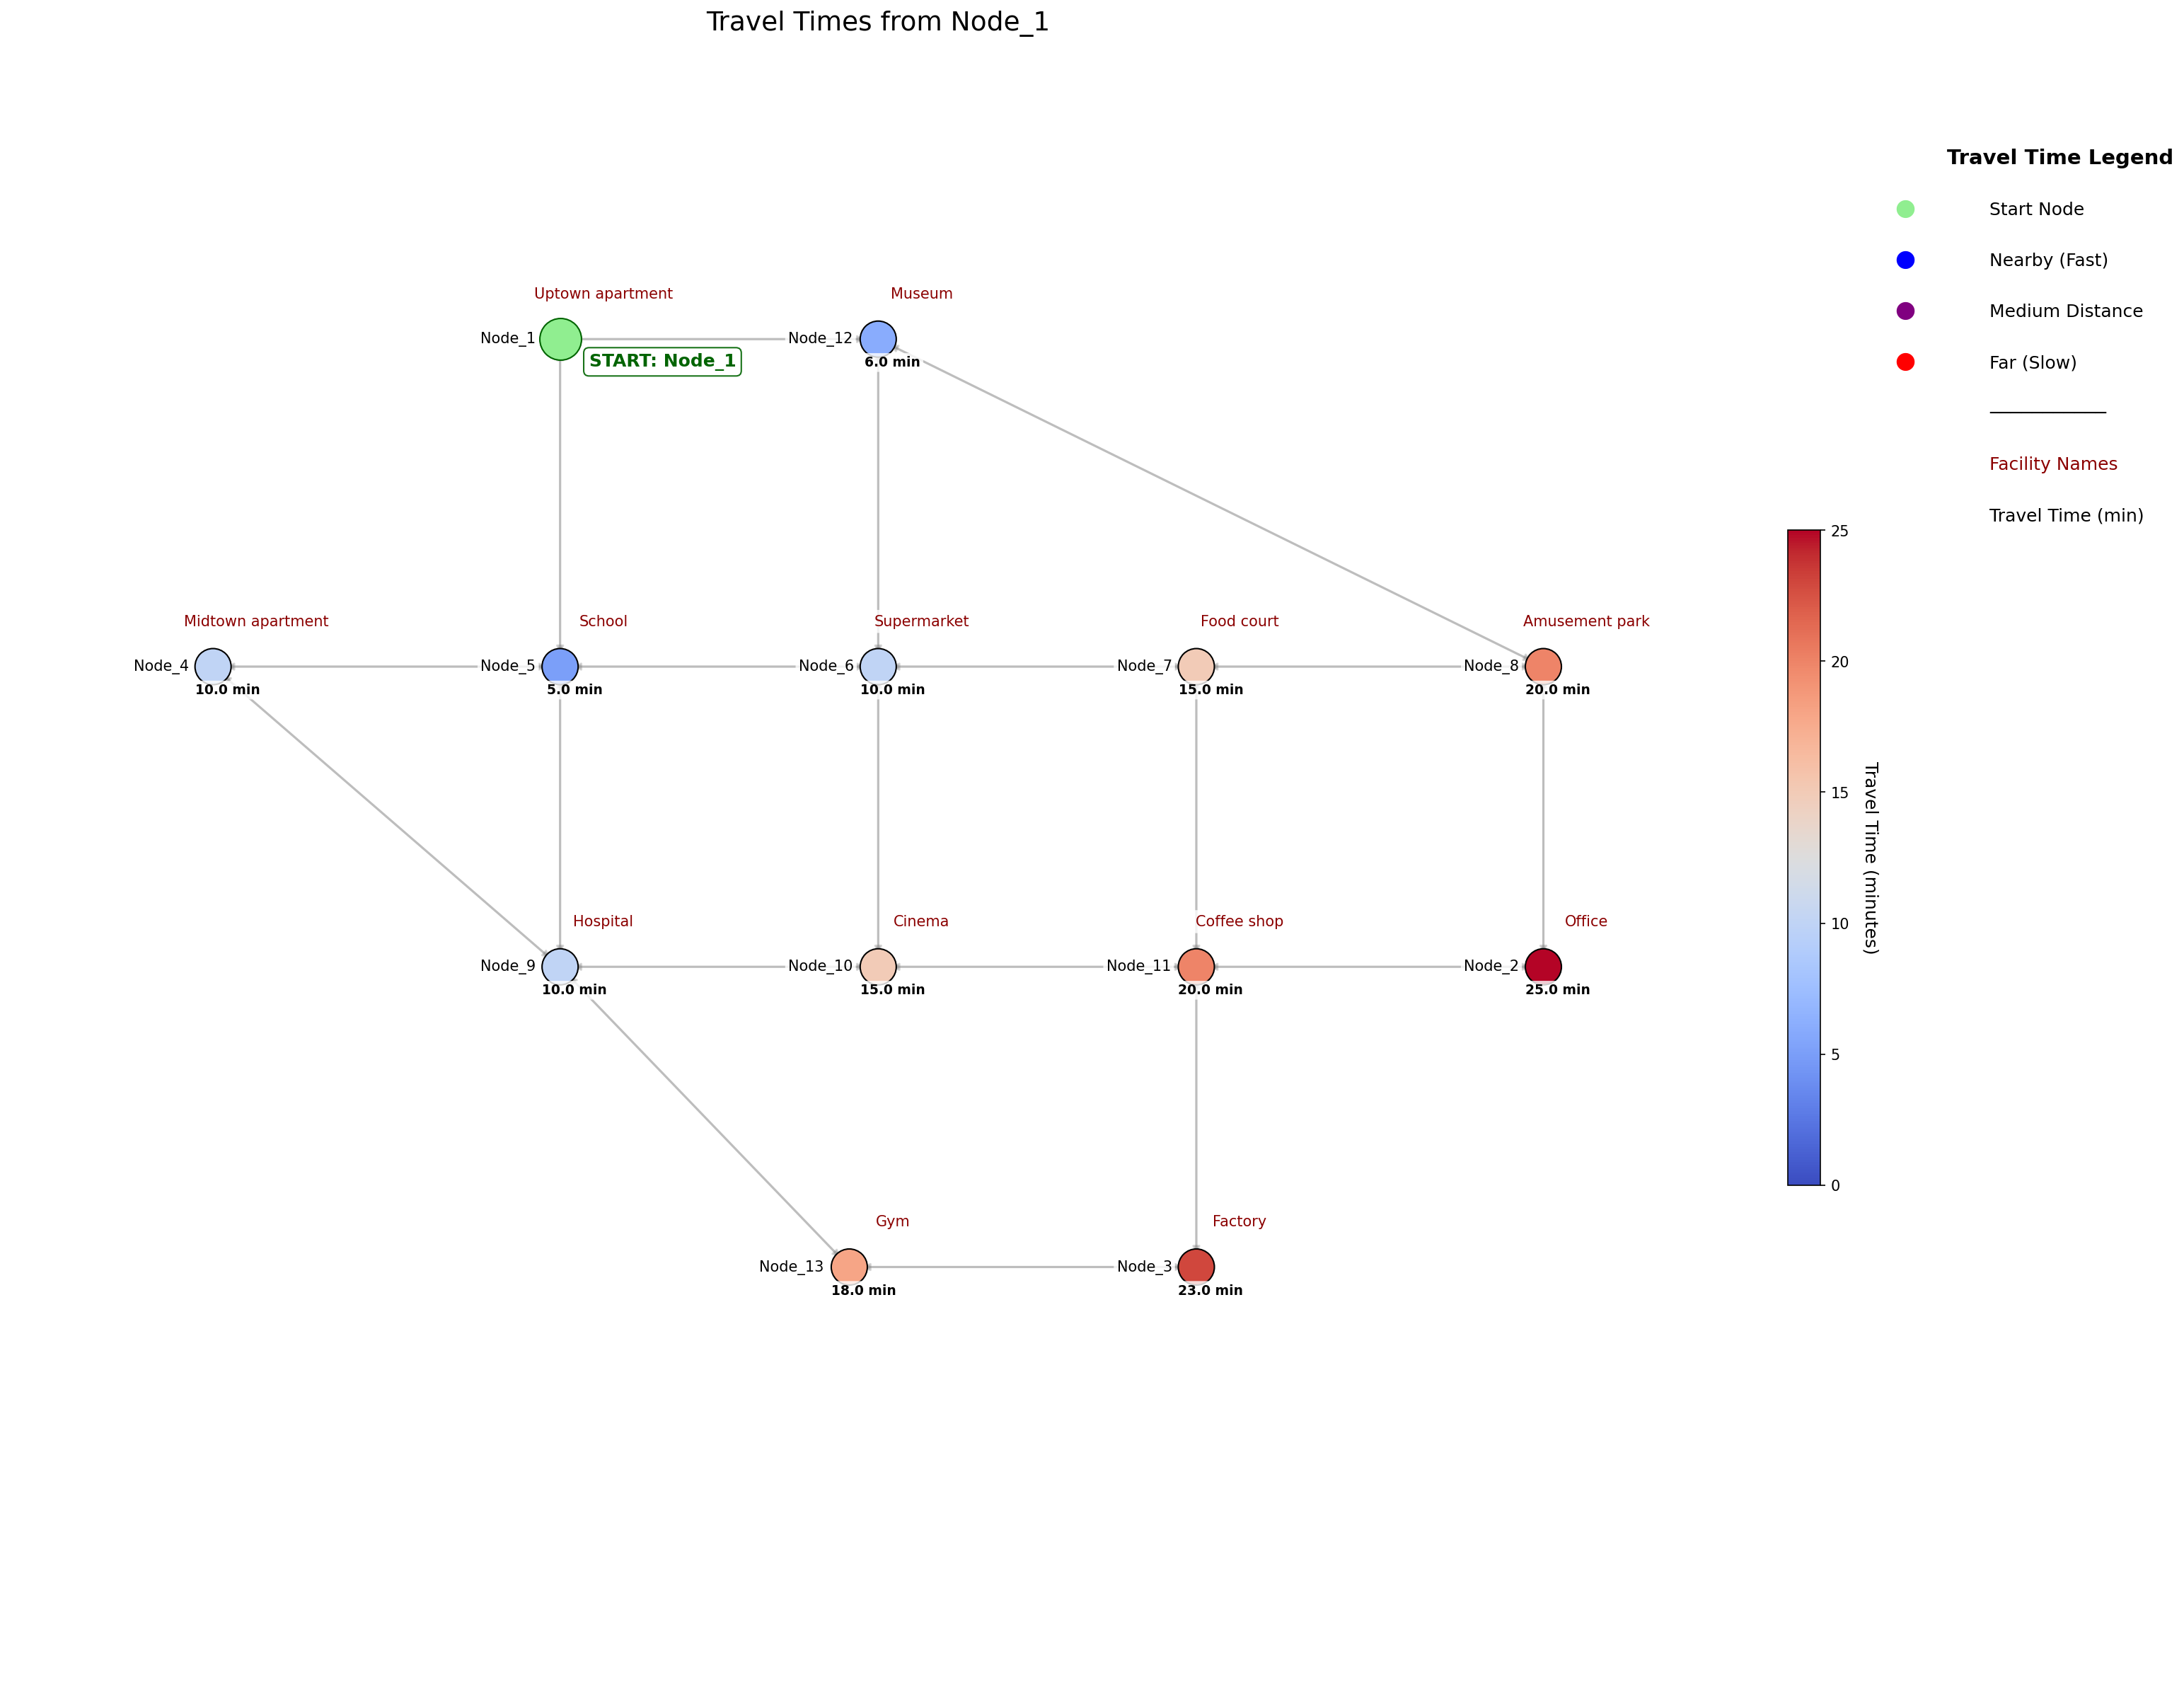 Travel Times from Node_1
Travel Time Legend
Start Node
Nearby (Fast)
Medium Distance
Far (Slow)
Facility Names
Travel Time (min)
Uptown apartment
Museum
Node_1
Node_12
START: Node_1
6.0 min
Midtown apartment
School
Supermarket
Food court
Amusement park
Node_4
Node_5
Node_6
Node_7
Node_8
10.0 min
5.0 min
10.0 min
15.0 min
20.0 min
Hospital
Cinema
Coffee shop
Office
Node_9
Node_10
Node_11
Node_2
10.0 min
15.0 min
20.0 min
25.0 min
Gym
Factory
Node_13
Node_3
18.0 min
23.0 min
25
20
15
10
5
0
Travel Time (minutes)